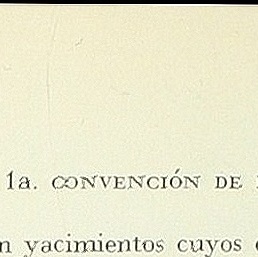 1a. CONVENCIÓN DE
yacimientos cuyos